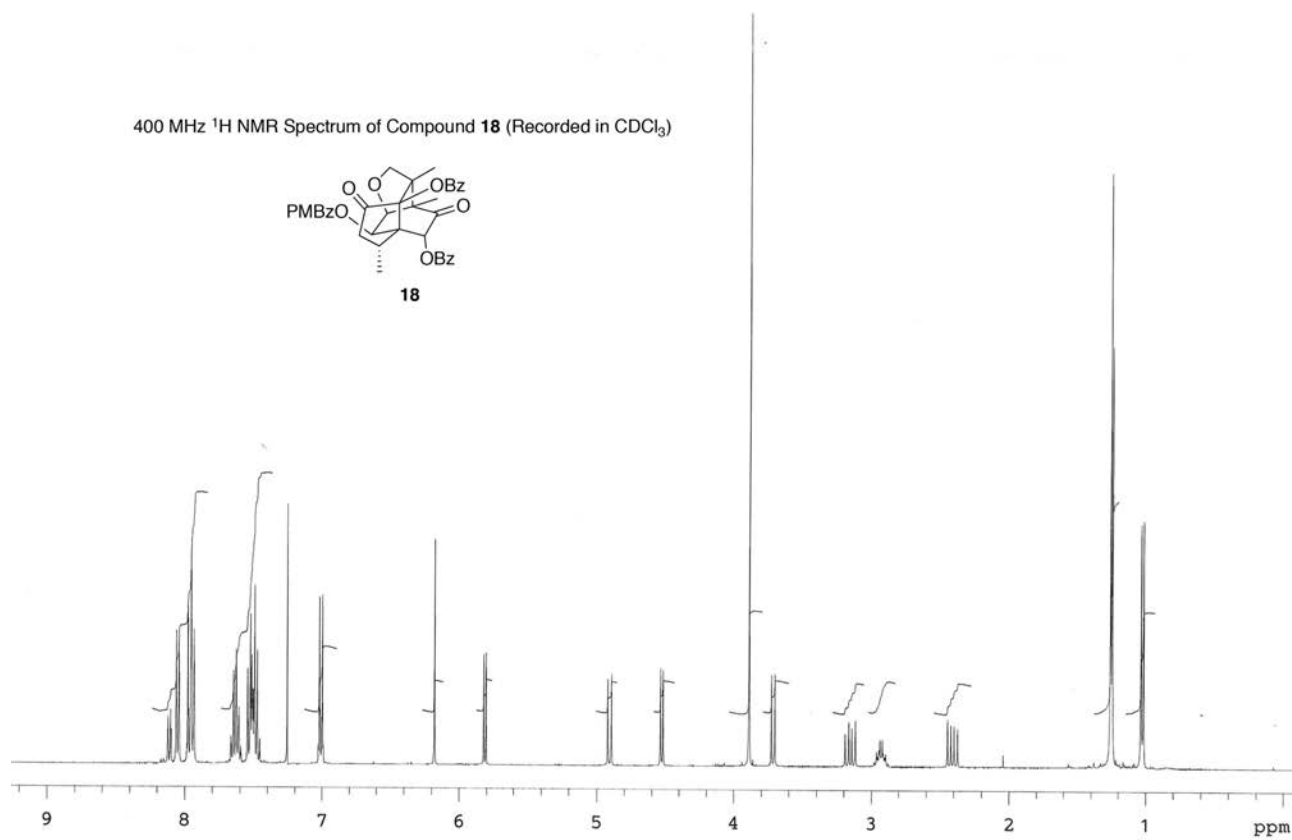 400 MHz ¹H NMR Spectrum of Compound 18 (Recorded in CDCl₃)
O
O
OBz
PMBzO
O
OBz
18
9 8 7 6 5 4 3 2 1 ppm